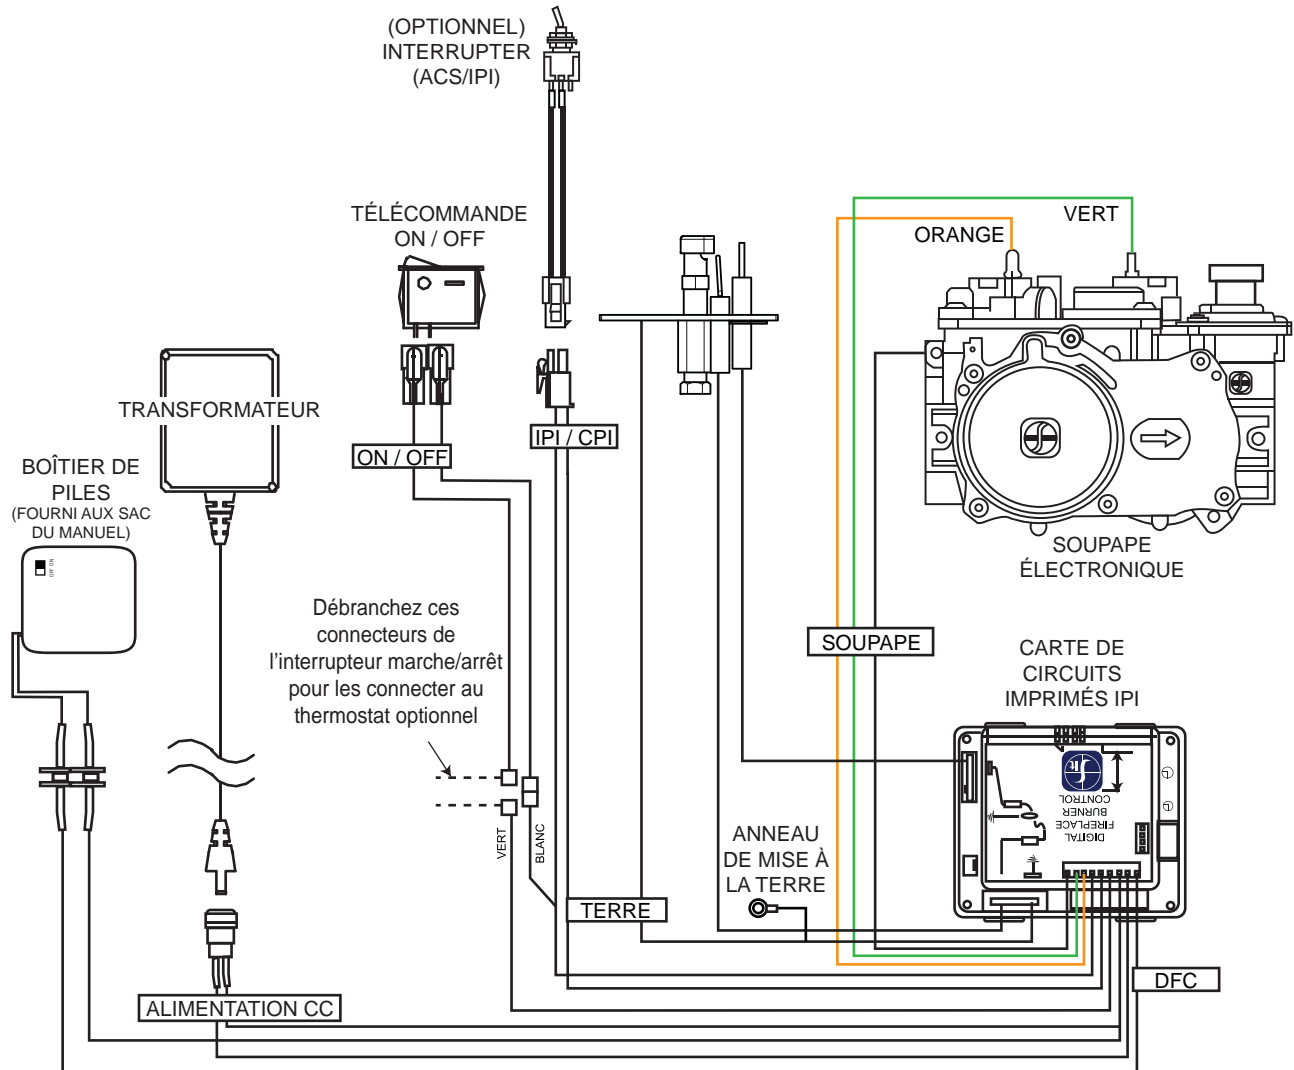 (OPTIONNEL)
INTERRUPTER
(ACS/IPI)
TÉLÉCOMMANDE
ON / OFF
VERT
ORANGE
TRANSFORMATEUR
IPI / CPI
ON / OFF
BOÎTIER DE
PILES
(FOURNI AUX SAC
DU MANUEL)
OFF ON
SOUPAPE
ÉLECTRONIQUE
Débranchez ces
connecteurs de
l'interrupteur marche/arrêt
pour les connecter au
thermostat optionnel
SOUPAPE
CARTE DE
CIRCUITS
IMPRIMÉS IPI
Sit
DIGITAL
FIREPLACE
BURNER
CONTROL
VERT
BLANC
ANNEAU
DE MISE À
LA TERRE
TERRE
DFC
ALIMENTATION CC